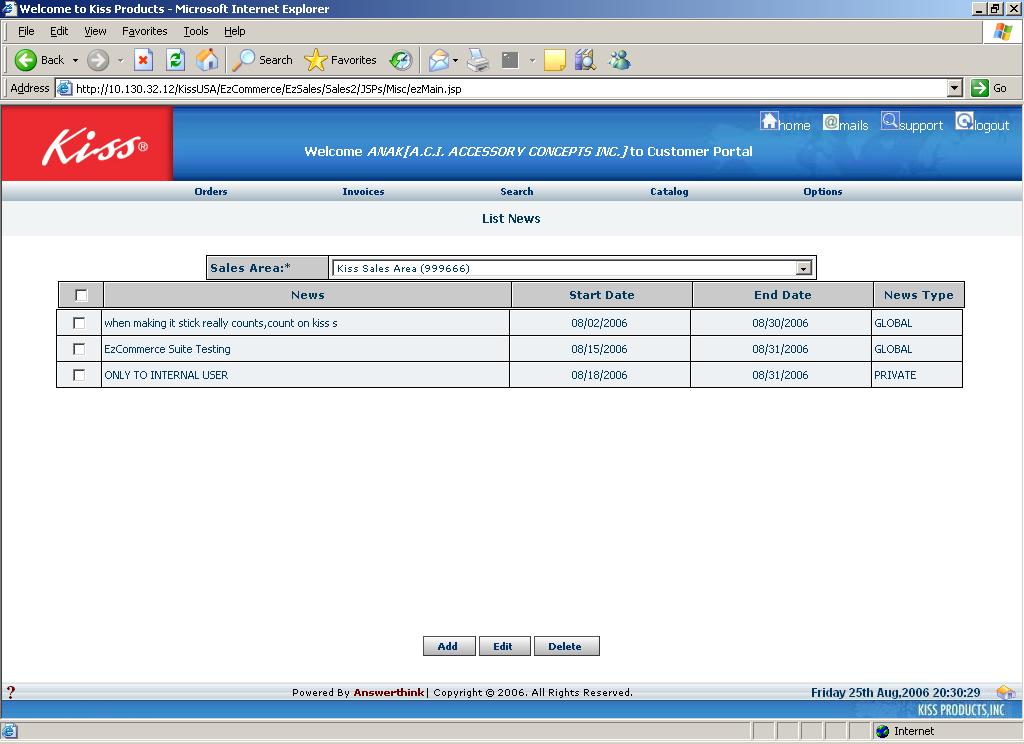 Welcome to Kiss Products - Microsoft Internet Explorer
File Edit View Favorites Tools Help
Back Search Favorites
Address http://10.130.32.12/KissUSA/EzCommerce/EzSales/Sales2/JSPs/Misc/ezMain.jsp Go
Kiss®
home @mails support logout
Welcome ANAK[A.C.I. ACCESSORY CONCEPTS INC.] to Customer Portal
Orders Invoices Search Catalog Options
List News
Sales Area:* Kiss Sales Area (999666)
News Start Date End Date News Type
when making it stick really counts,count on kiss s 08/02/2006 08/30/2006 GLOBAL
EzCommerce Suite Testing 08/15/2006 08/31/2006 GLOBAL
ONLY TO INTERNAL USER 08/18/2006 08/31/2006 PRIVATE
Add Edit Delete
? Powered By Answerthink| Copyright © 2006. All Rights Reserved. Friday 25th Aug,2006 20:30:29
KISS PRODUCTS,INC
Internet